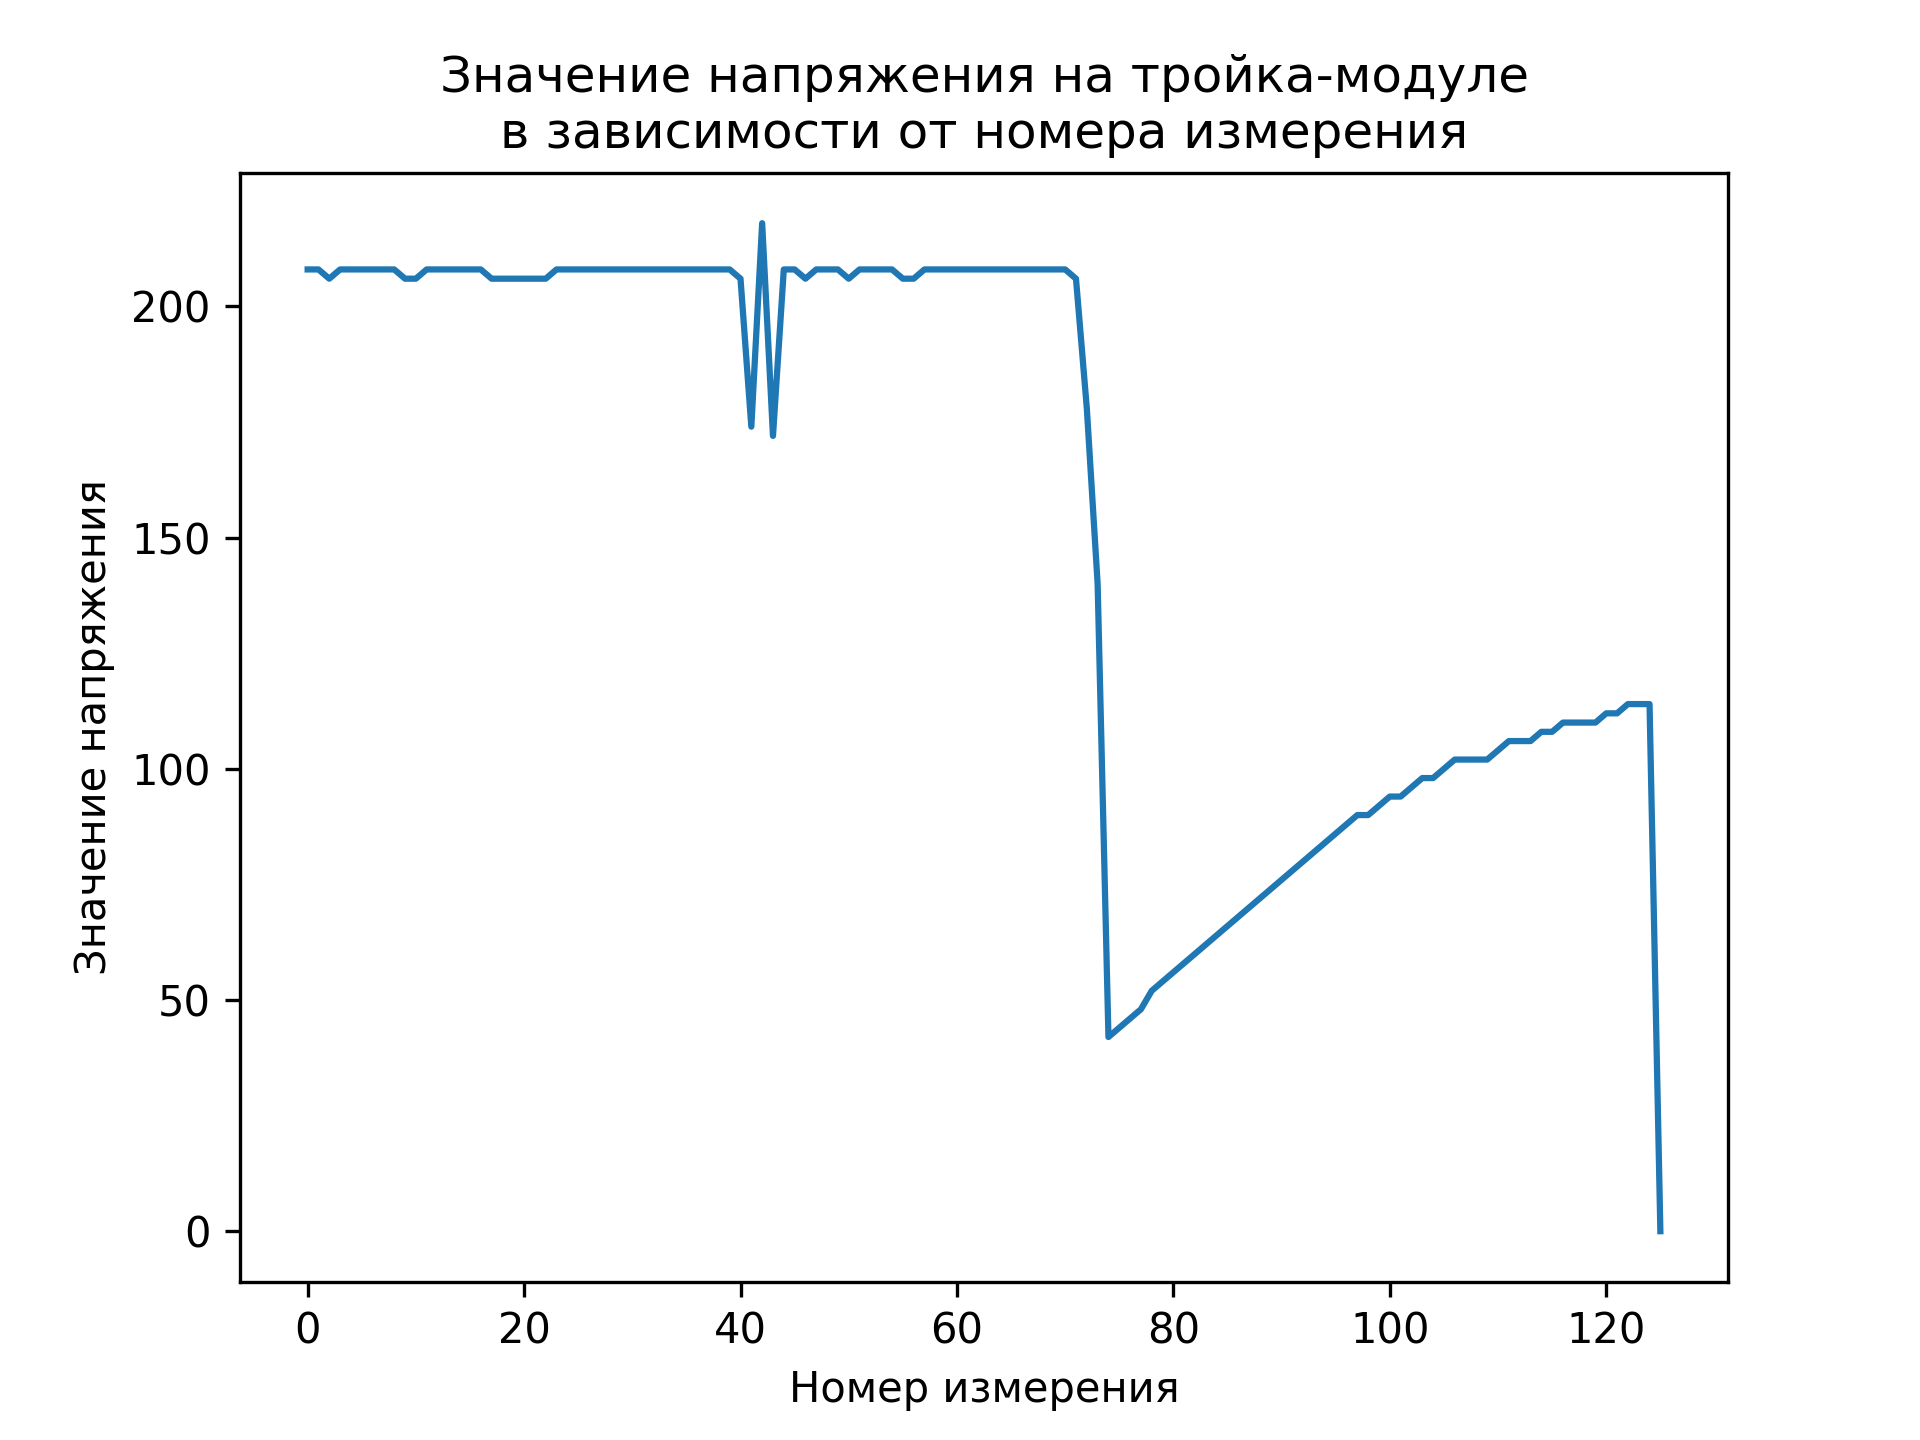 Значение напряжения на тройка-модуле
в зависимости от номера измерения
Значение напряжения
200
150
100
50
0
0 20 40 60 80 100 120
Номер измерения